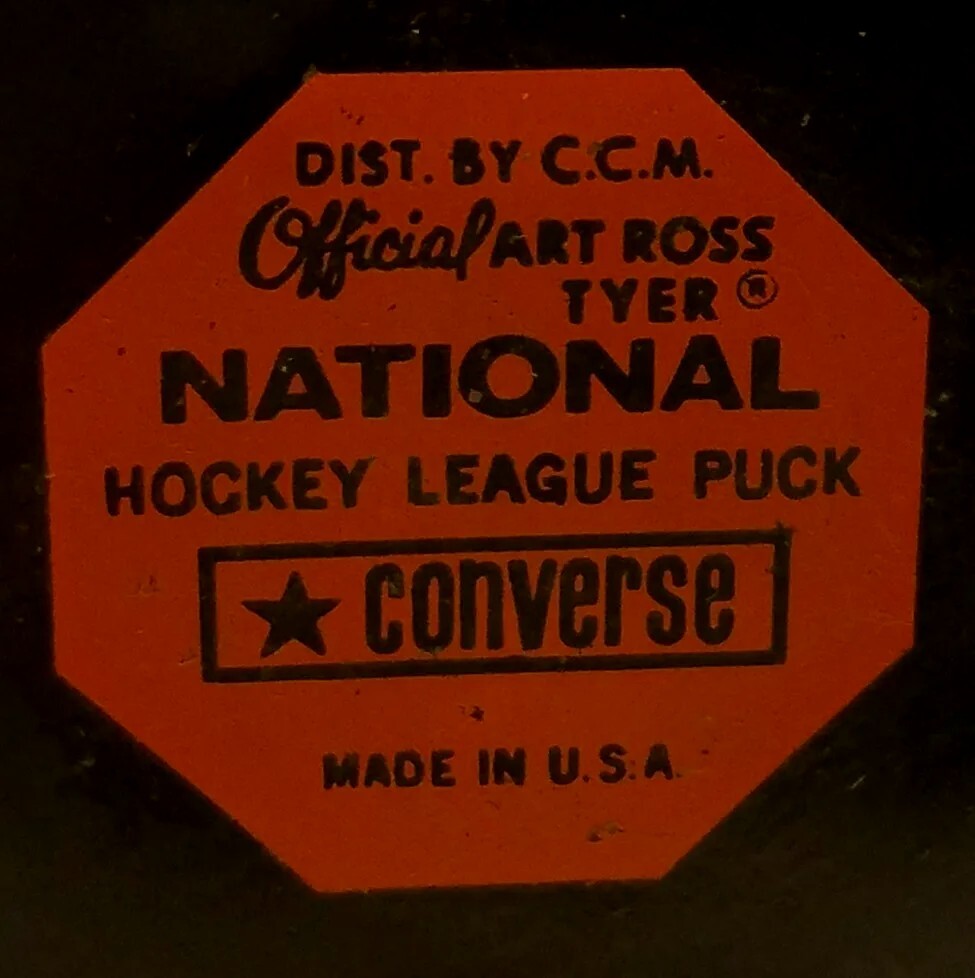 DIST. BY C.C.M.
Official ART ROSS
TYER ®
NATIONAL
HOCKEY LEAGUE PUCK
★ CONVERSE
MADE IN U.S.A.